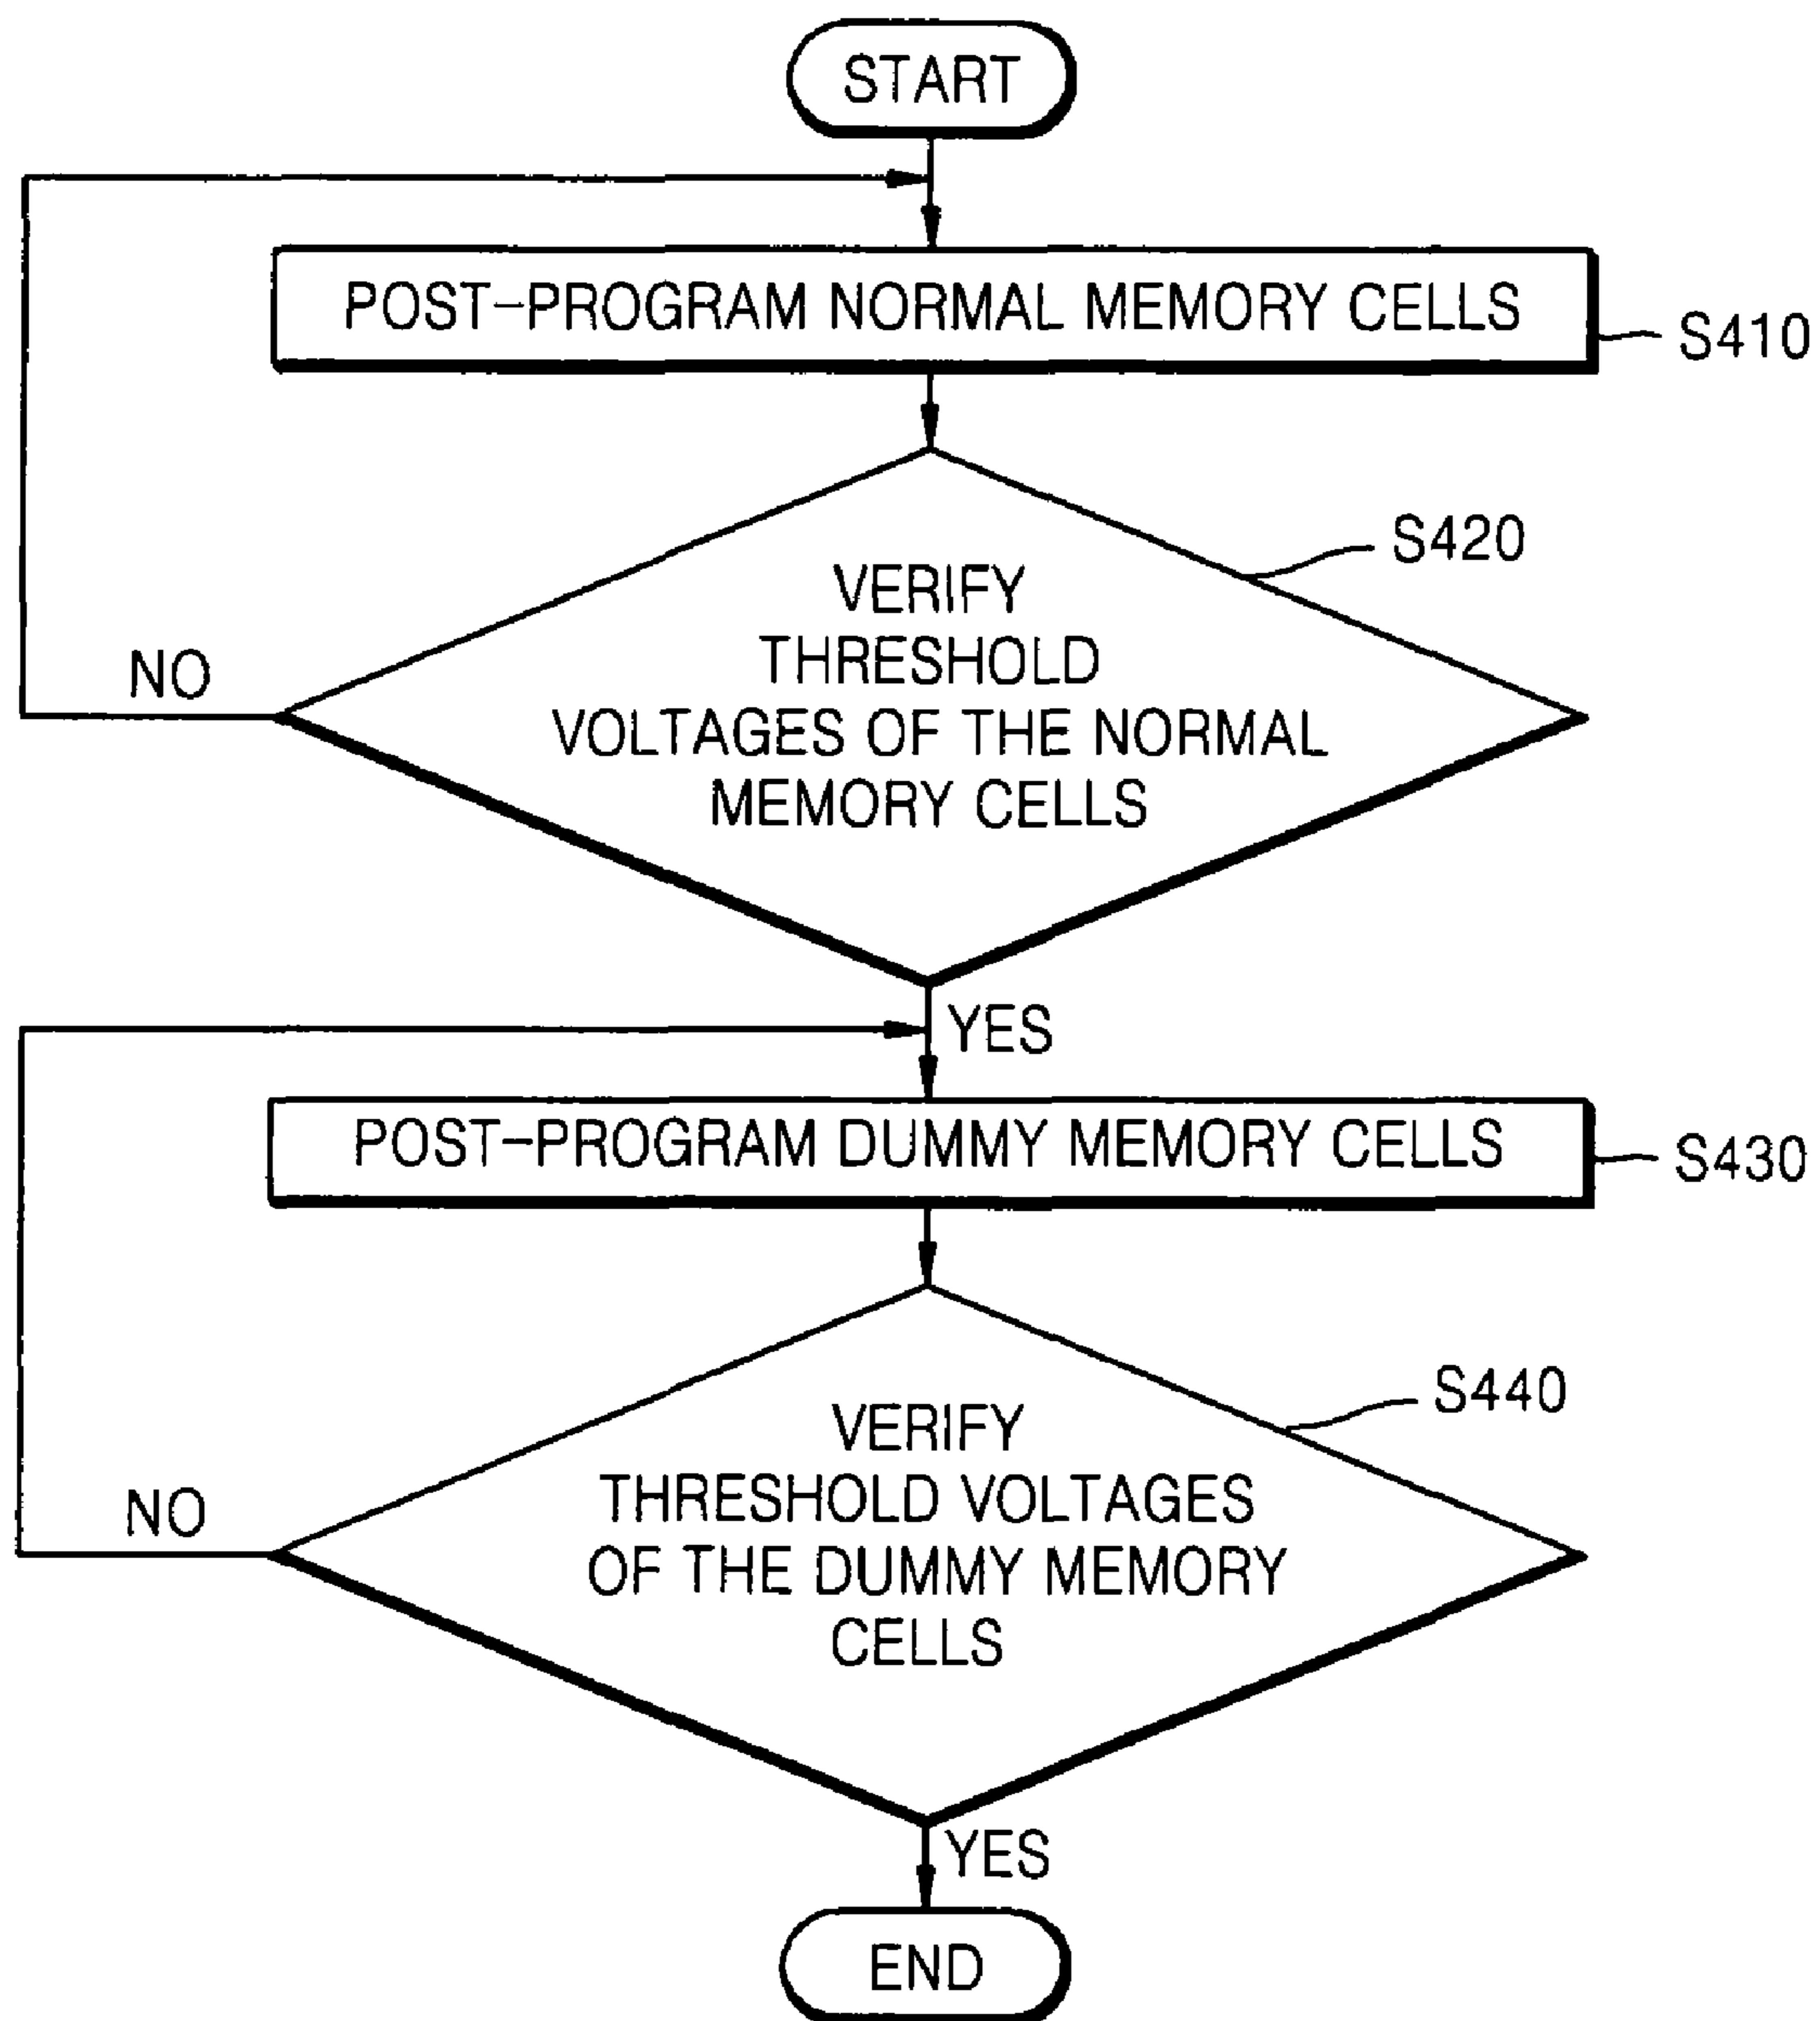 START
POST-PROGRAM NORMAL MEMORY CELLS
S410
S420
VERIFY
THRESHOLD
VOLTAGES OF THE NORMAL
MEMORY CELLS
NO
YES
POST-PROGRAM DUMMY MEMORY CELLS
S430
S440
VERIFY
THRESHOLD VOLTAGES
OF THE DUMMY MEMORY
CELLS
NO
YES
END